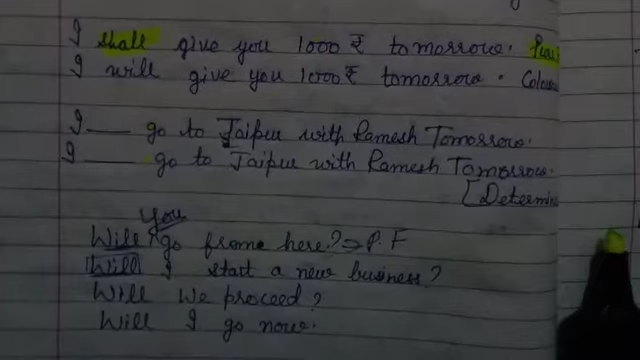 I shall give you 1000 ₹ tomorrow.
I will give you 1000 ₹ tomorrow.
I ___ go to Jaipur with Ramesh Tomorrow.
I ___ go to Jaipur with Ramesh Tomorrow.
[Determin
you
Will ^ go frome here? => P.F
Will I start a new business?
Will we proceed?
Will I go now.